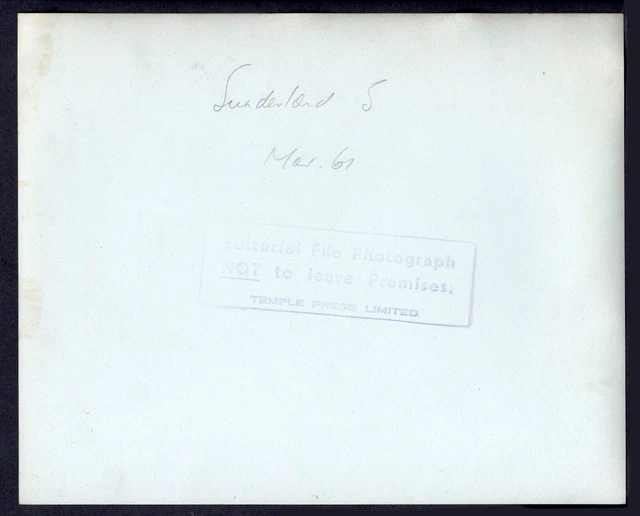 Sunderland 5
Mar. 61
Editorial File Photograph
NOT to leave Premises.
TEMPLE PRESS LIMITED.